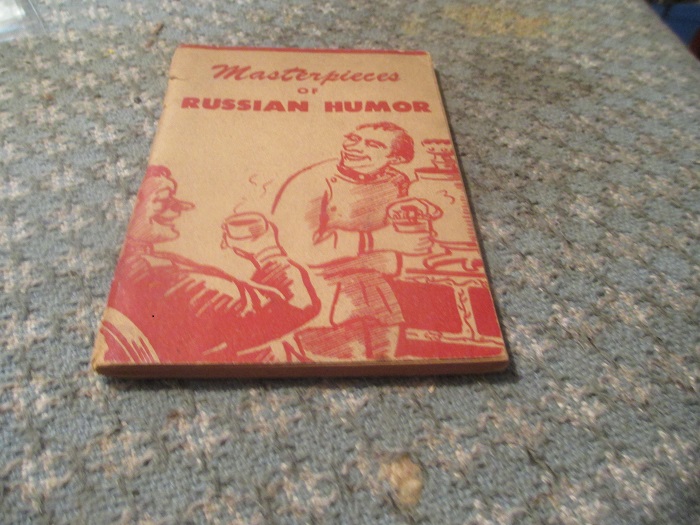 Masterpieces
OF
RUSSIAN HUMOR